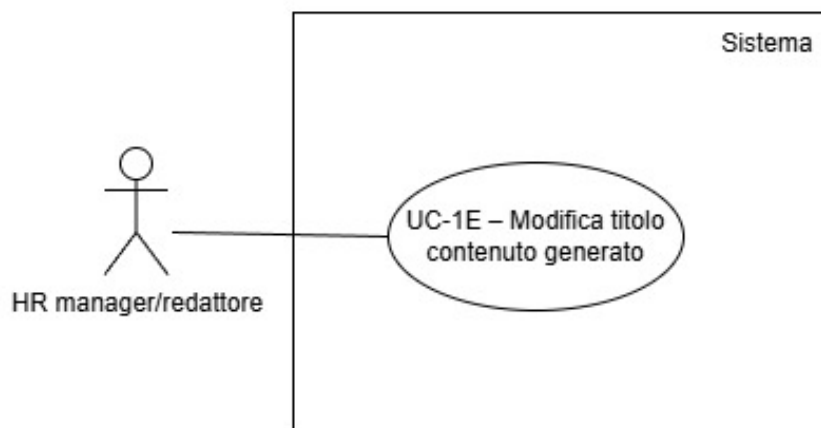 Sistema
UC-1E – Modifica titolo
contenuto generato
HR manager/redattore